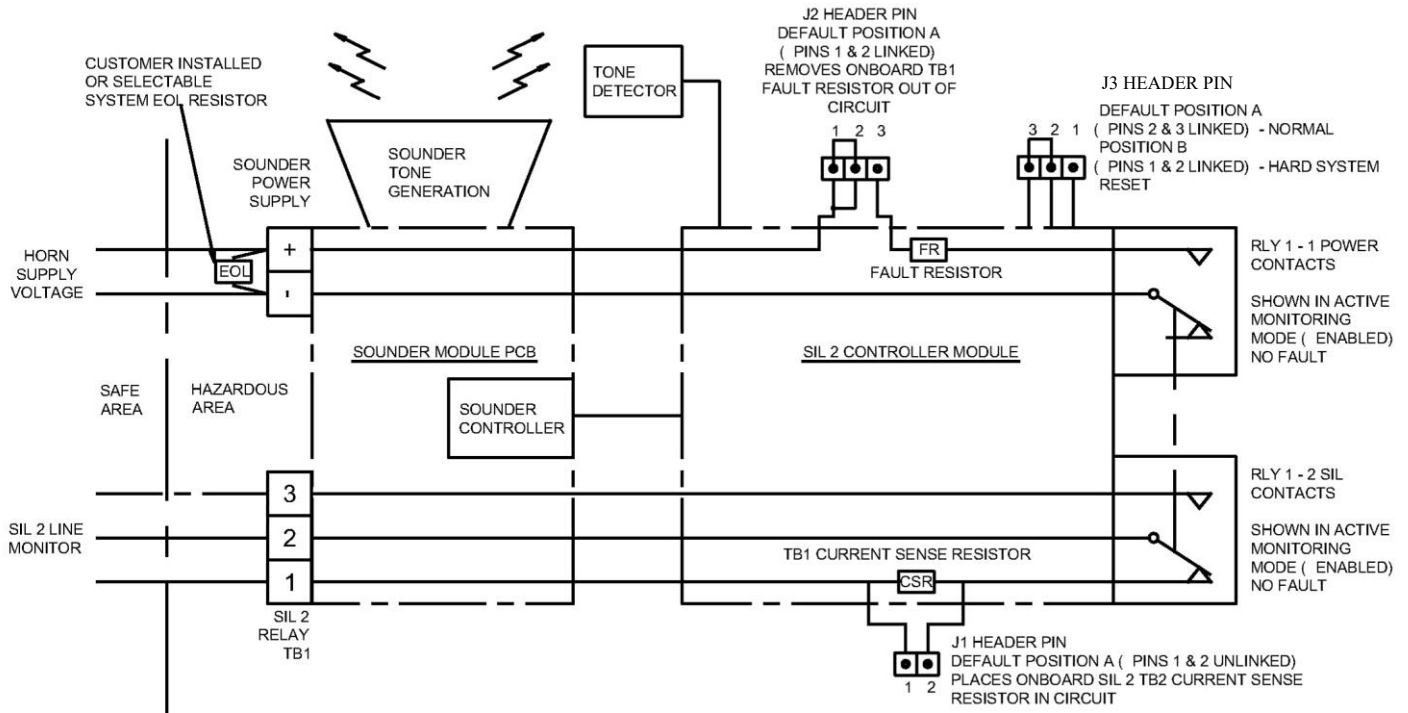 J2 HEADER PIN
DEFAULT POSITION A
( PINS 1 & 2 LINKED)
REMOVES ONBOARD TB1
FAULT RESISTOR OUT OF
CIRCUIT
1 2 3
CUSTOMER INSTALLED
OR SELECTABLE
SYSTEM EOL RESISTOR
TONE
DETECTOR
J3 HEADER PIN
DEFAULT POSITION A
( PINS 2 & 3 LINKED) - NORMAL
POSITION B
( PINS 1 & 2 LINKED) - HARD SYSTEM
RESET
3 2 1
SOUNDER
POWER
SUPPLY
SOUNDER
TONE
GENERATION
HORN
SUPPLY
VOLTAGE
EOL
+
-
FR
FAULT RESISTOR
RLY 1 - 1 POWER
CONTACTS
SHOWN IN ACTIVE
MONITORING
MODE ( ENABLED)
NO FAULT
SOUNDER MODULE PCB
SIL 2 CONTROLLER MODULE
SAFE
AREA
HAZARDOUS
AREA
SOUNDER
CONTROLLER
SIL 2 LINE
MONITOR
3
2
1
SIL 2
RELAY
TB1
TB1 CURRENT SENSE RESISTOR
CSR
RLY 1 - 2 SIL
CONTACTS
SHOWN IN ACTIVE
MONITORING
MODE ( ENABLED)
NO FAULT
1 2
J1 HEADER PIN
DEFAULT POSITION A ( PINS 1 & 2 UNLINKED)
PLACES ONBOARD SIL 2 TB2 CURRENT SENSE
RESISTOR IN CIRCUIT